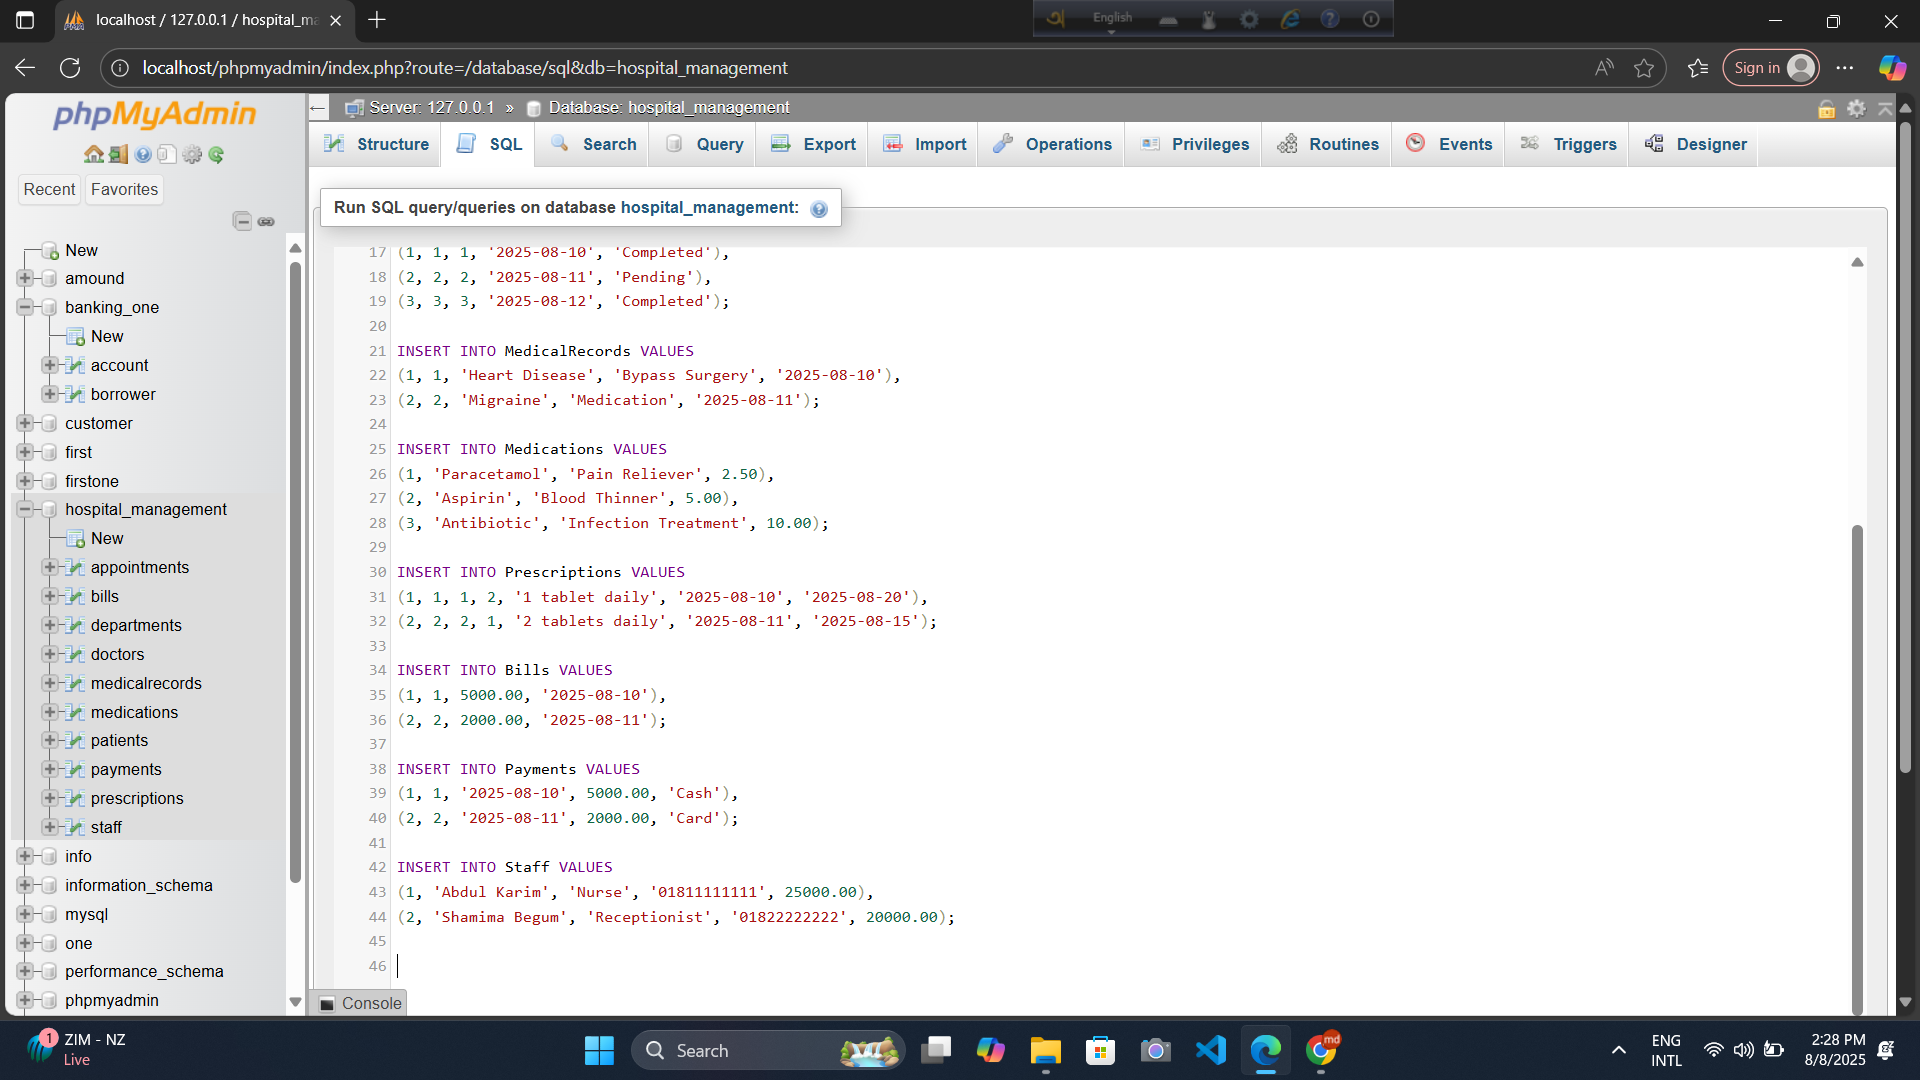 localhost / 127.0.0.1 / hospital_ma
English
localhost/phpmyadmin/index.php?route=/database/sql&db=hospital_management
Sign in
phpMyAdmin
Recent
Favorites
New
amound
banking_one
New
account
borrower
customer
first
firstone
hospital_management
New
appointments
bills
departments
doctors
medicalrecords
medications
patients
payments
prescriptions
staff
info
information_schema
mysql
one
performance_schema
phpmyadmin
Server: 127.0.0.1 » Database: hospital_management
Structure SQL Search Query Export Import Operations Privileges Routines Events Triggers Designer
Run SQL query/queries on database hospital_management:
17 (1, 1, 1, '2025-08-10', 'Completed'),
18 (2, 2, 2, '2025-08-11', 'Pending'),
19 (3, 3, 3, '2025-08-12', 'Completed');
20
21 INSERT INTO MedicalRecords VALUES
22 (1, 1, 'Heart Disease', 'Bypass Surgery', '2025-08-10'),
23 (2, 2, 'Migraine', 'Medication', '2025-08-11');
24
25 INSERT INTO Medications VALUES
26 (1, 'Paracetamol', 'Pain Reliever', 2.50),
27 (2, 'Aspirin', 'Blood Thinner', 5.00),
28 (3, 'Antibiotic', 'Infection Treatment', 10.00);
29
30 INSERT INTO Prescriptions VALUES
31 (1, 1, 1, 2, '1 tablet daily', '2025-08-10', '2025-08-20'),
32 (2, 2, 2, 1, '2 tablets daily', '2025-08-11', '2025-08-15');
33
34 INSERT INTO Bills VALUES
35 (1, 1, 5000.00, '2025-08-10'),
36 (2, 2, 2000.00, '2025-08-11');
37
38 INSERT INTO Payments VALUES
39 (1, 1, '2025-08-10', 5000.00, 'Cash'),
40 (2, 2, '2025-08-11', 2000.00, 'Card');
41
42 INSERT INTO Staff VALUES
43 (1, 'Abdul Karim', 'Nurse', '01811111111', 25000.00),
44 (2, 'Shamima Begum', 'Receptionist', '01822222222', 20000.00);
45
46
Console
1
ZIM - NZ
Live
Search
md
ENG
INTL
2:28 PM
8/8/2025